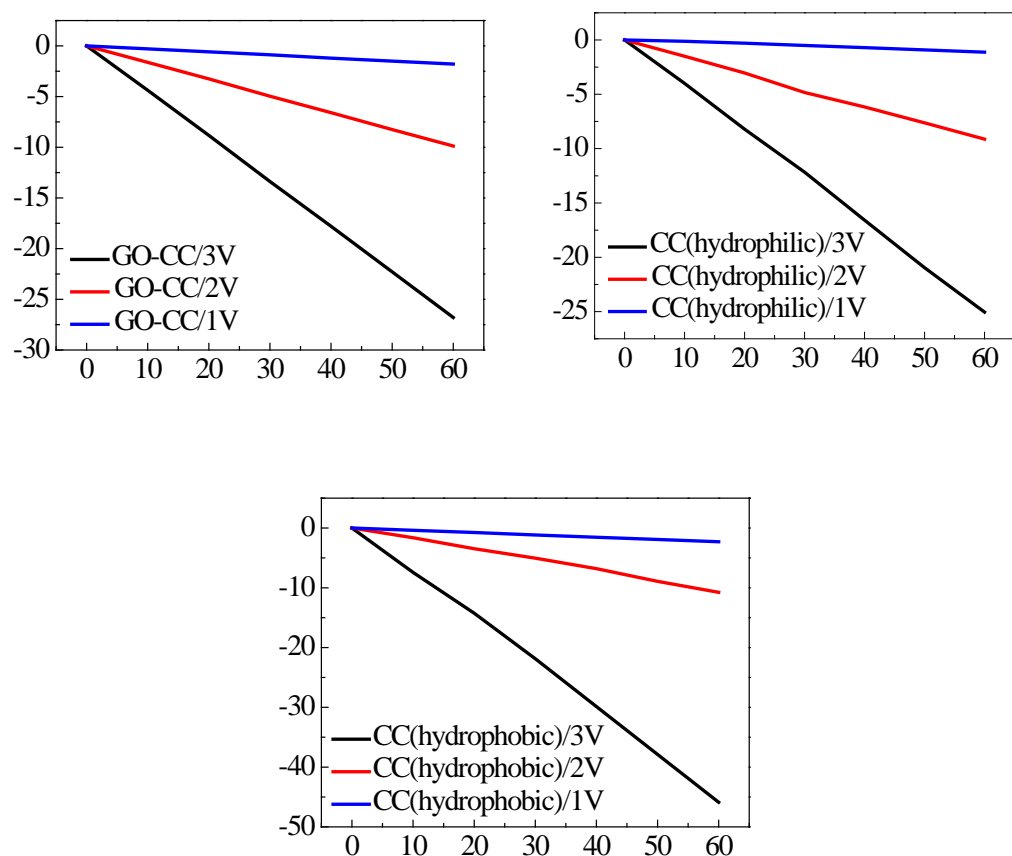 0
-5
-10
-15
-20
-25
-30
GO-CC/3V
GO-CC/2V
GO-CC/1V
0 10 20 30 40 50 60
0
-5
-10
-15
-20
-25
CC(hydrophilic)/3V
CC(hydrophilic)/2V
CC(hydrophilic)/1V
0 10 20 30 40 50 60
0
-10
-20
-30
-40
-50
CC(hydrophobic)/3V
CC(hydrophobic)/2V
CC(hydrophobic)/1V
0 10 20 30 40 50 60